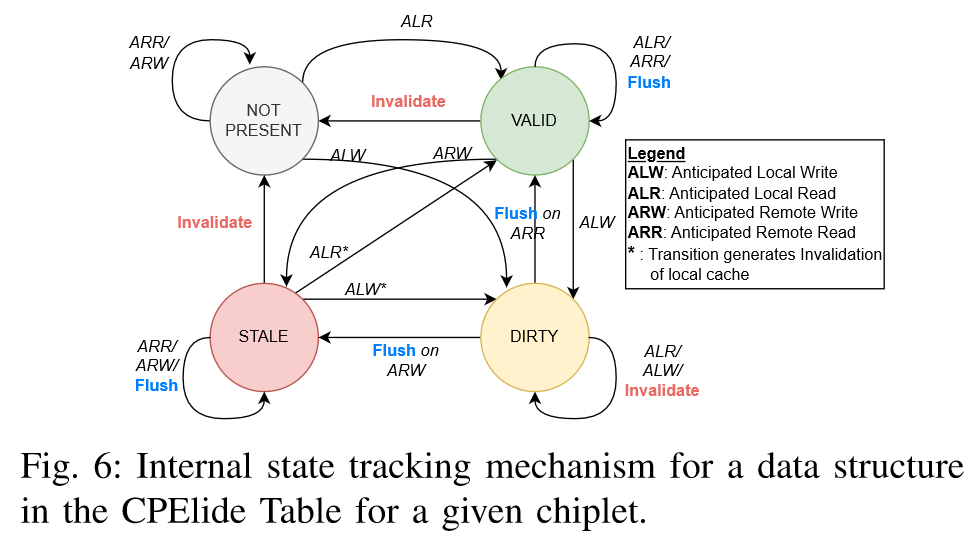 ALR
ARR/
ARW
NOT
PRESENT
Invalidate
VALID
ALR/
ARR/
Flush
ALW
ARW
Invalidate
ALR*
Flush on
ARR
ALW
Legend
ALW: Anticipated Local Write
ALR: Anticipated Local Read
ARW: Anticipated Remote Write
ARR: Anticipated Remote Read
* : Transition generates Invalidation
of local cache
ALW*
STALE
DIRTY
Flush on
ARW
ARR/
ARW/
Flush
ALR/
ALW/
Invalidate
Fig. 6: Internal state tracking mechanism for a data structure
in the CPElide Table for a given chiplet.